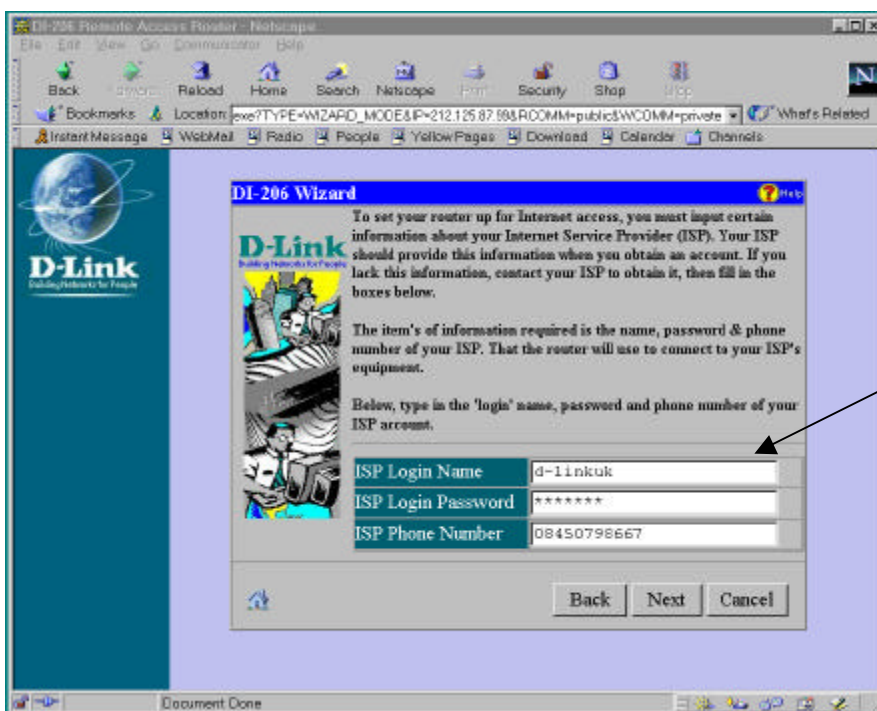 DI-206 Remote Access Router - Netscape
File Edit View Go Communicator Help
Back Forward Reload Home Search Netscape Print Security Shop Stop
Bookmarks Location: exe?TYPE=WIZARD_MODE&IP=212.125.87.99&RCOMM=public&WCOMM=private What's Related
Instant Message WebMail Radio People Yellow Pages Download Calendar Channels
D-Link
Building Networks for People
DI-206 Wizard
Help
D-Link
Building Networks for People
To set your router up for Internet access, you must input certain
information about your Internet Service Provider (ISP). Your ISP
should provide this information when you obtain an account. If you
lack this information, contact your ISP to obtain it, then fill in the
boxes below.
The item's of information required is the name, password & phone
number of your ISP. That the router will use to connect to your ISP's
equipment.
Below, type in the 'login' name, password and phone number of your
ISP account.
ISP Login Name d-linkuk
ISP Login Password *******
ISP Phone Number 08450798667
Back Next Cancel
Document Done